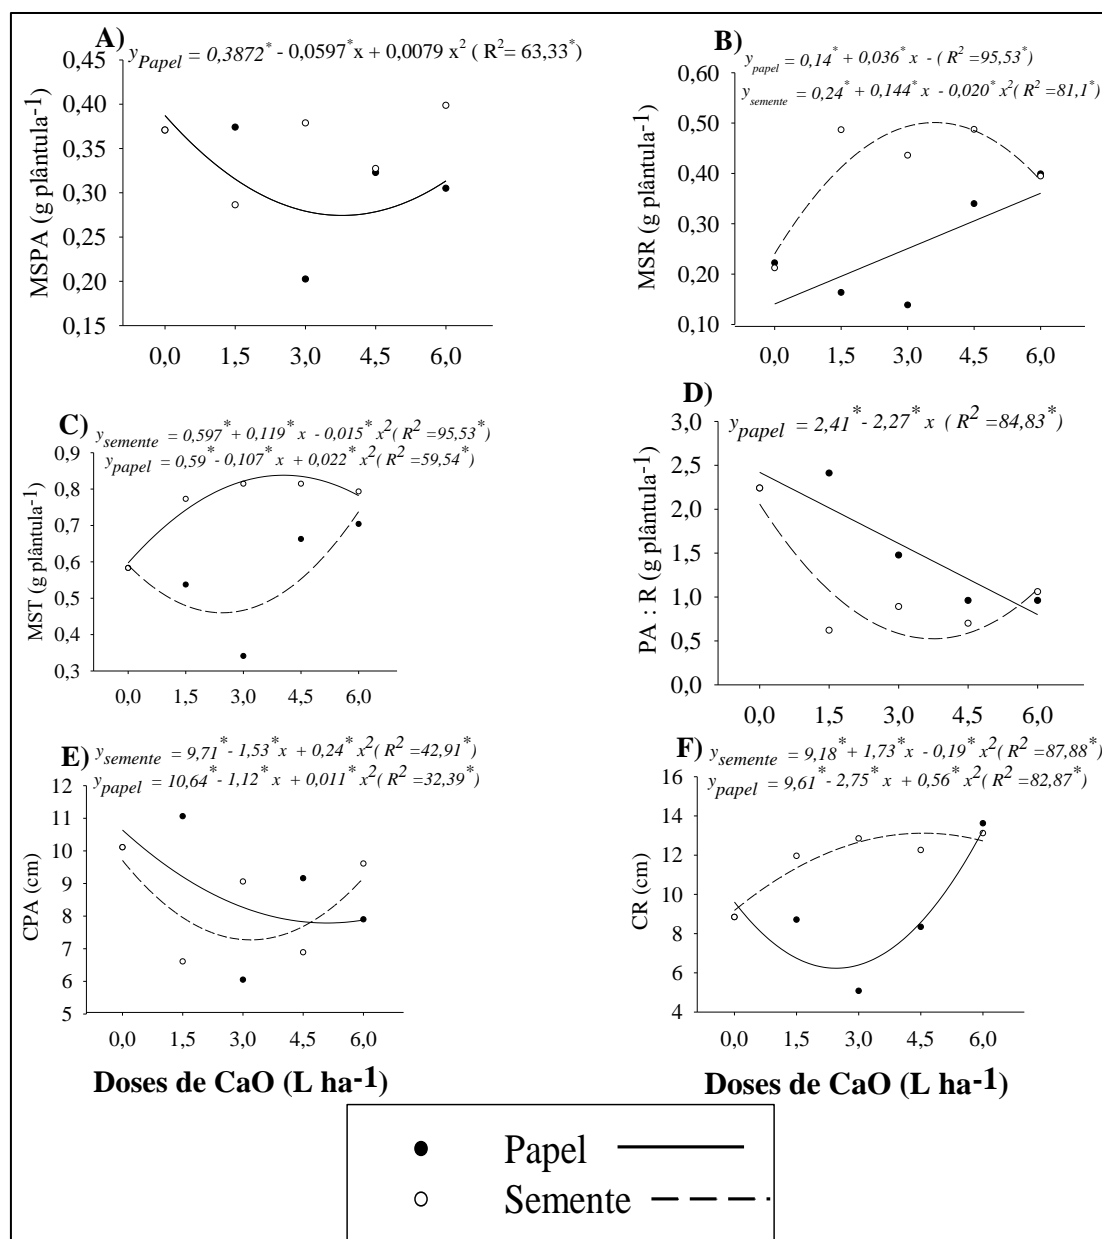 A) y_Papel = 0,3872* - 0,0597*x + 0,0079 x² ( R²= 63,33*)
0,45
0,40
0,35
0,30
0,25
0,20
0,15
MSPA (g plântula-1)
0,0 1,5 3,0 4,5 6,0
B)
y_papel = 0,14* + 0,036* x - ( R² =95,53*)
y_semente = 0,24* + 0,144* x - 0,020* x²( R² =81,1*)
0,60
0,50
0,40
0,30
0,20
0,10
MSR (g plântula-1)
0,0 1,5 3,0 4,5 6,0
C)
y_semente = 0,597* + 0,119* x - 0,015* x²( R² =95,53*)
y_papel = 0,59* - 0,107* x + 0,022* x²( R² =59,54*)
0,9
0,8
0,7
0,6
0,5
0,4
0,3
MST (g plântula-1)
0,0 1,5 3,0 4,5 6,0
D)
y_papel = 2,41* - 2,27* x ( R² =84,83*)
3,0
2,5
2,0
1,5
1,0
0,5
0,0
PA : R (g plântula-1)
0,0 1,5 3,0 4,5 6,0
E)
y_semente = 9,71* - 1,53* x + 0,24* x²( R² =42,91*)
y_papel = 10,64* - 1,12* x + 0,011* x²( R² =32,39*)
12
11
10
9
8
7
6
5
CPA (cm)
0,0 1,5 3,0 4,5 6,0
Doses de CaO (L ha-1)
F)
y_semente = 9,18* + 1,73* x - 0,19* x²( R² =87,88*)
y_papel = 9,61* - 2,75* x + 0,56* x²( R² =82,87*)
16
14
12
10
8
6
4
CR (cm)
0,0 1,5 3,0 4,5 6,0
Doses de CaO (L ha-1)
Papel
Semente